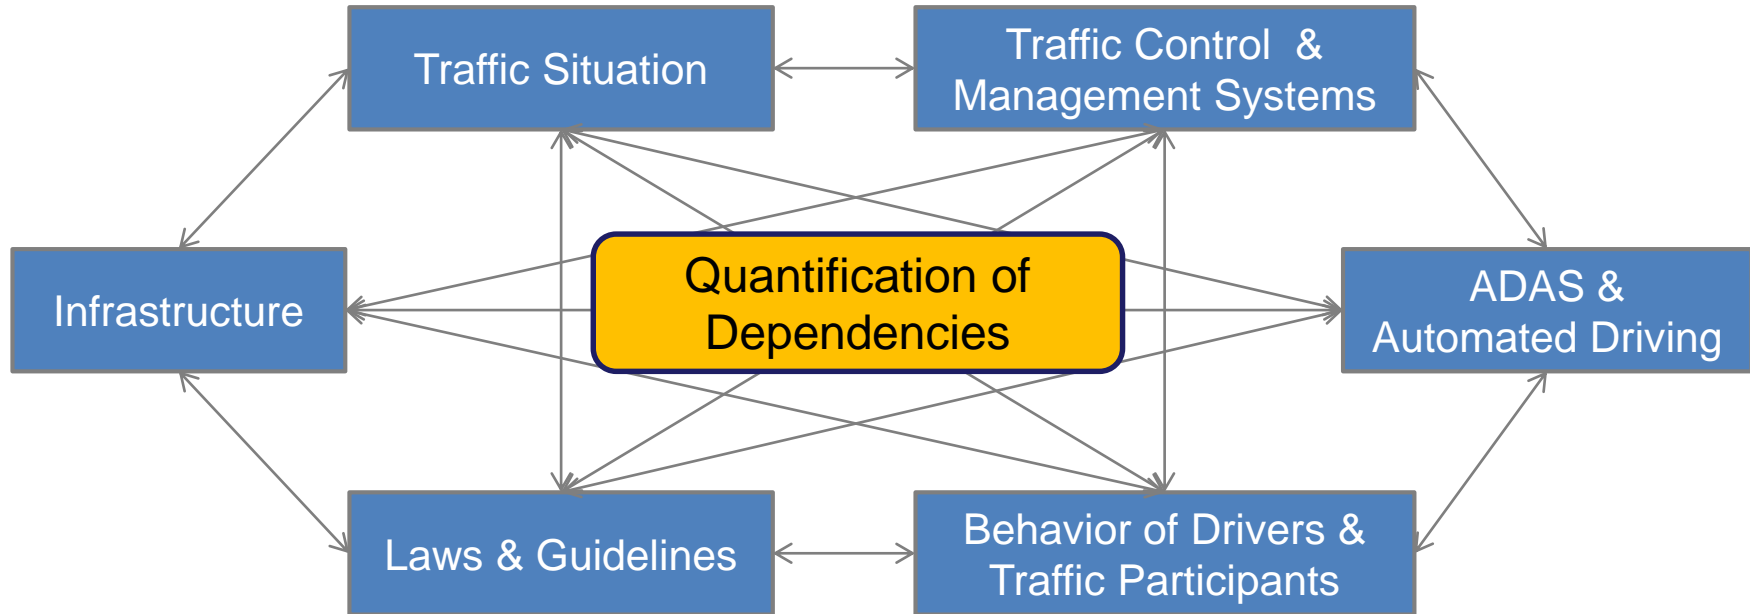 Traffic Situation
Traffic Control &
Management Systems
Infrastructure
Quantification of
Dependencies
ADAS &
Automated Driving
Laws & Guidelines
Behavior of Drivers &
Traffic Participants